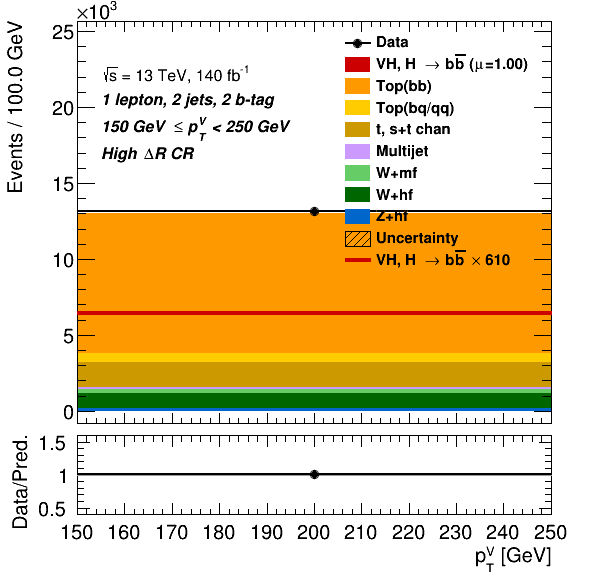 ×10³
Events / 100.0 GeV
25
20
15
10
5
0
√s = 13 TeV, 140 fb⁻¹
1 lepton, 2 jets, 2 b-tag
150 GeV ≤ p_T^V < 250 GeV
High ΔR CR
Data
VH, H → bb̅ (μ=1.00)
Top(bb)
Top(bq/qq)
t, s+t chan
Multijet
W+mf
W+hf
Z+hf
Uncertainty
VH, H → bb̅ × 610
Data/Pred.
1.5
1
0.5
150 160 170 180 190 200 210 220 230 240 250
p_T^V [GeV]